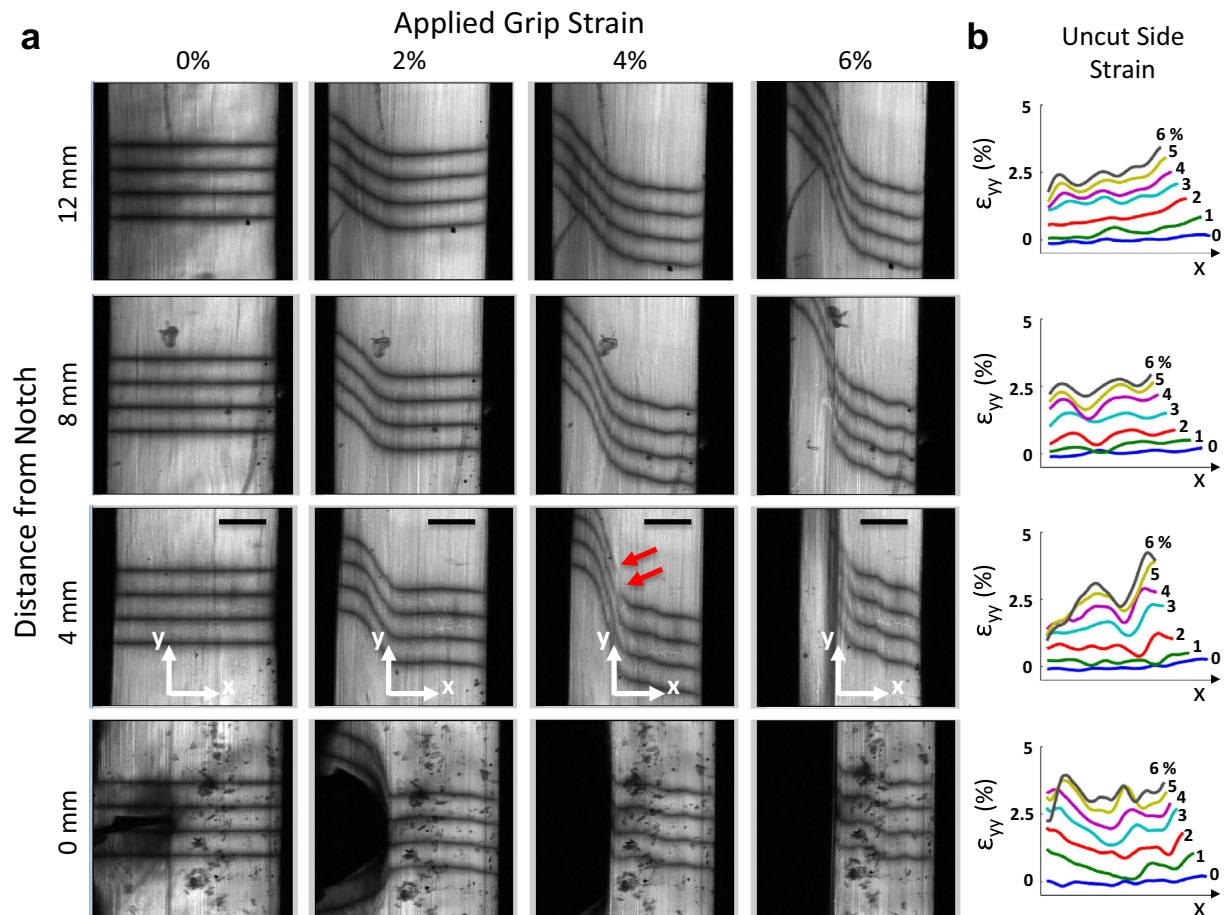 a
Applied Grip Strain
0%
2%
4%
6%
b
Uncut Side
Strain
Distance from Notch
12 mm
5
2.5
0
εyy (%)
6 %
5
4
3
2
1
0
X
8 mm
5
2.5
0
εyy (%)
6 %
5
4
3
2
1
0
X
4 mm
y
x
y
x
y
x
y
x
5
2.5
0
εyy (%)
6 %
5
4
3
2
1
0
X
0 mm
5
2.5
0
εyy (%)
6 %
5
4
3
2
1
0
X